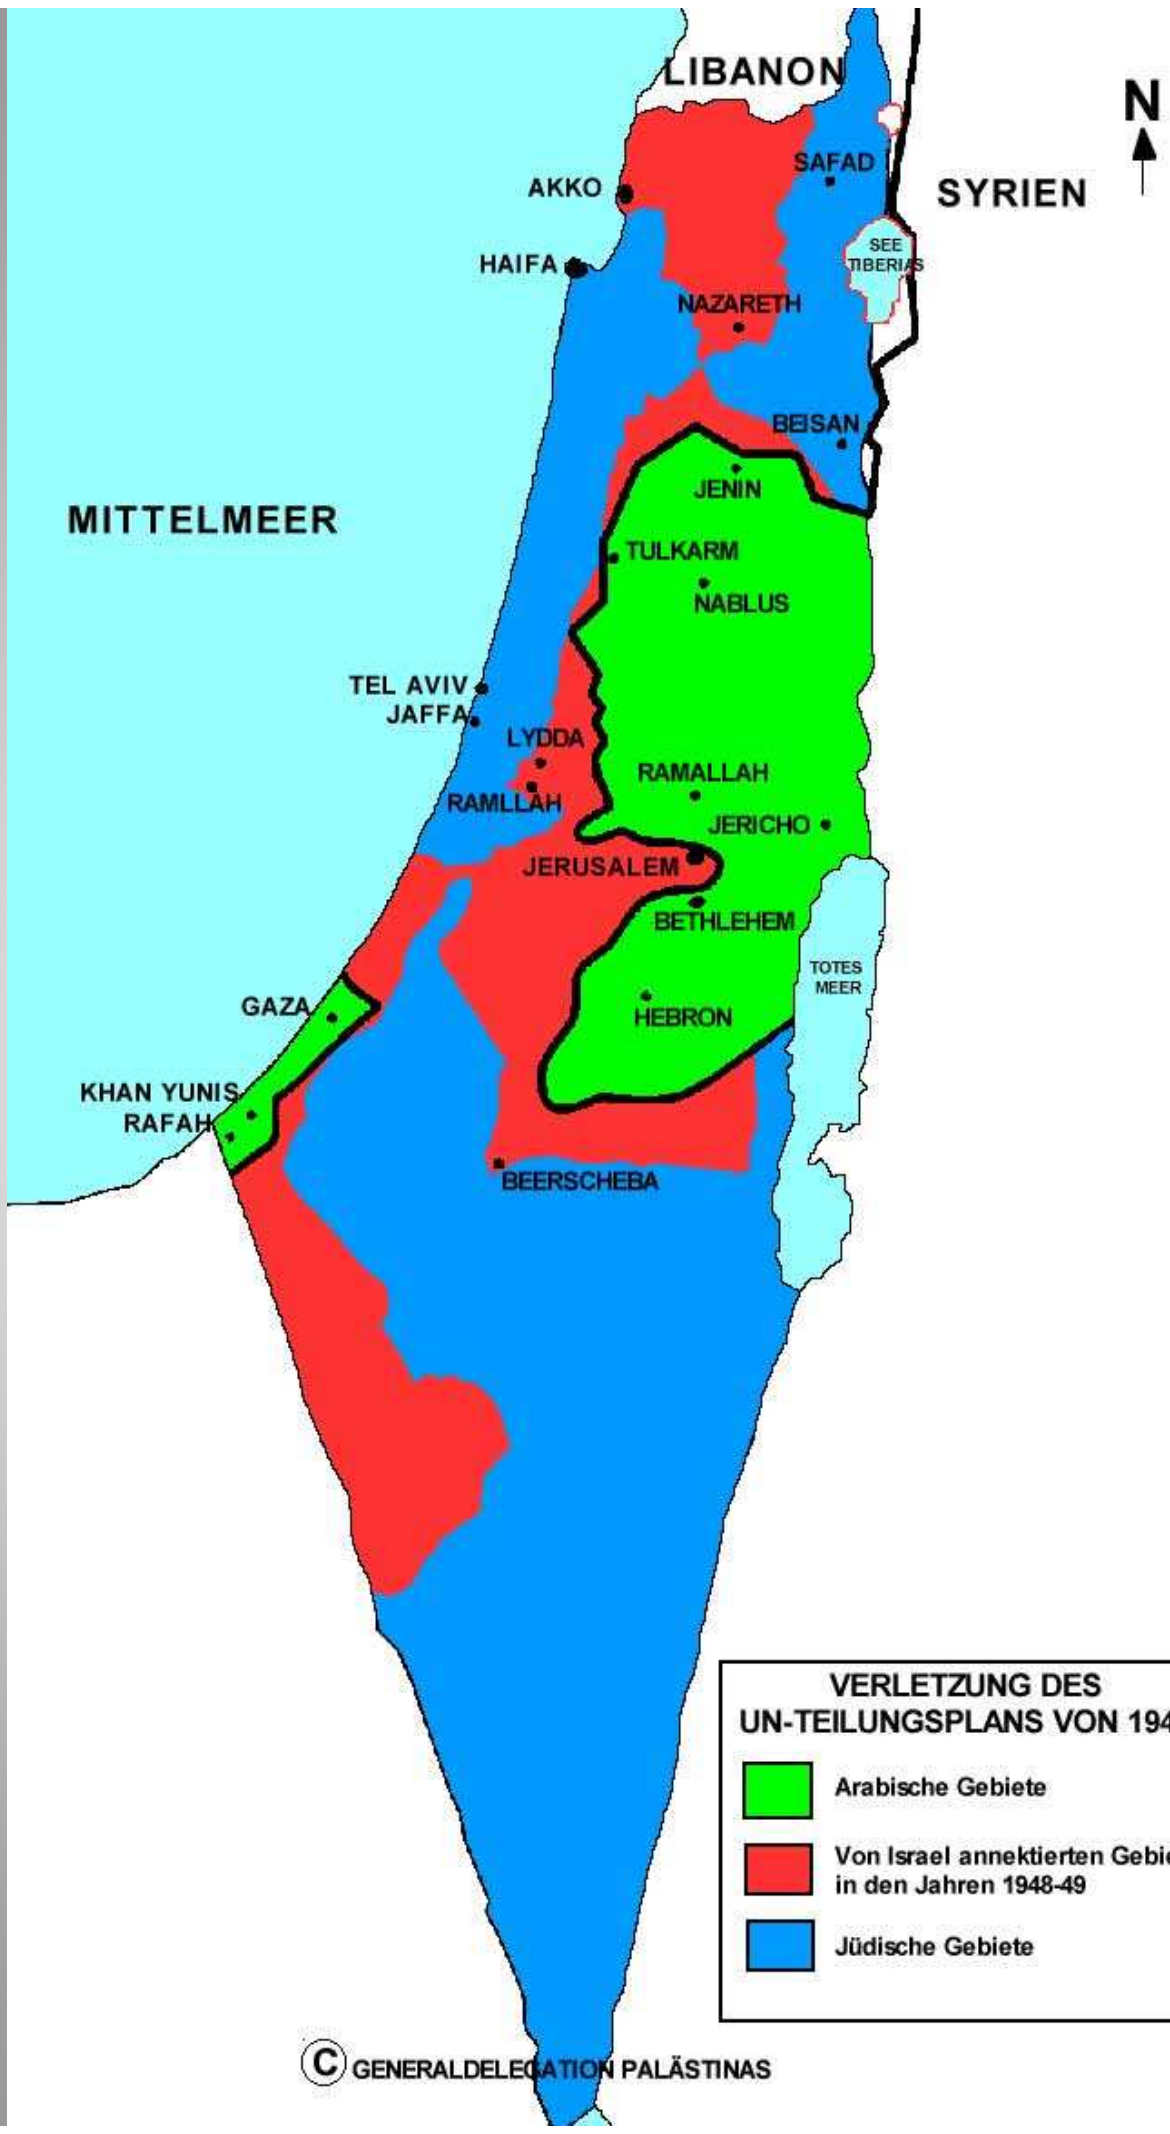 LIBANON
N
SAFAD
AKKO
SYRIEN
SEE
TIBERIAS
HAIFA
NAZARETH
BEISAN
JENIN
MITTELMEER
TULKARM
NABLUS
TEL AVIV
JAFFA
LYDDA
RAMALLAH
RAMLLAH
JERICHO
JERUSALEM
BETHLEHEM
TOTES
MEER
GAZA
HEBRON
KHAN YUNIS
RAFAH
BEERSCHEBA
VERLETZUNG DES
UN-TEILUNGSPLANS VON 194
Arabische Gebiete
Von Israel annektierten Gebie
in den Jahren 1948-49
Jüdische Gebiete
© GENERALDELEGATION PALÄSTINAS